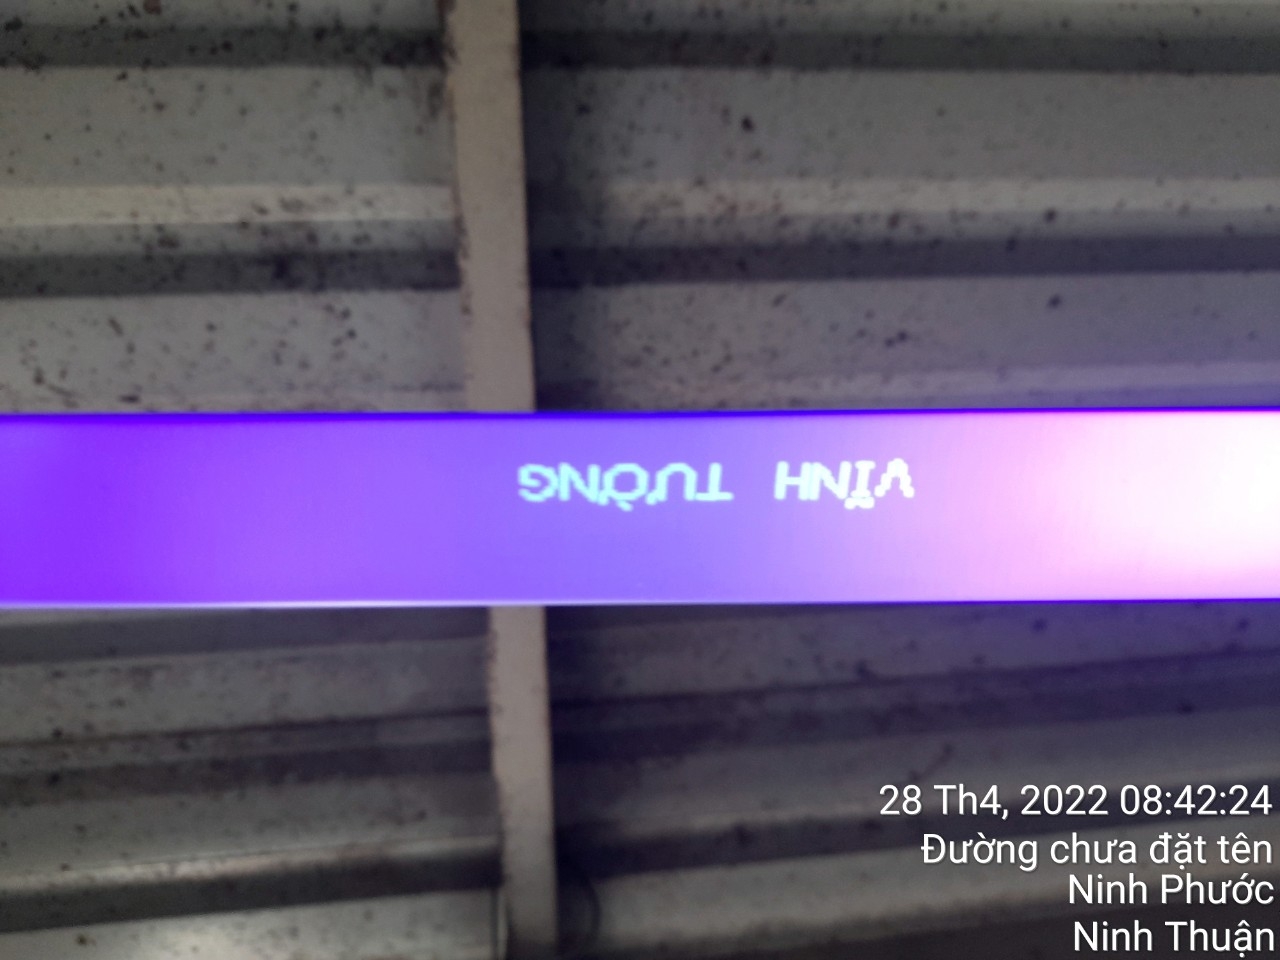 VĨNH TƯỜNG
28 Th4, 2022 08:42:24
Đường chưa đặt tên
Ninh Phước
Ninh Thuận